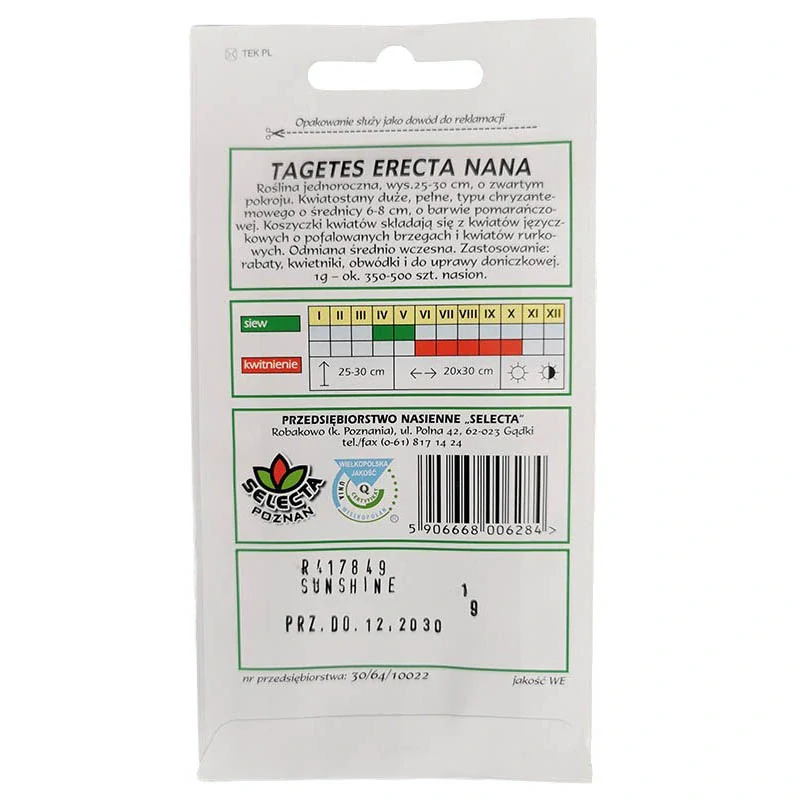 TEK PL
Opakowanie służy jako dowód do reklamacji
TAGETES ERECTA NANA
Roślina jednoroczna, wys.25-30 cm, o zwartym
pokroju. Kwiatostany duże, pełne, typu chryzante-
mowego o średnicy 6-8 cm, o barwie pomarańczo-
wej. Koszyczki kwiatów składają się z kwiatów języcz-
kowych o pofalowanych brzegach i kwiatów rurko-
wych. Odmiana średnio wczesna. Zastosowanie:
rabaty, kwietniki, obwódki i do uprawy doniczkowej.
1g – ok. 350-500 szt. nasion.
I II III IV V VI VII VIII IX X XI XII
siew
kwitnienie
25-30 cm 20x30 cm
PRZEDSIĘBIORSTWO NASIENNE „SELECTA”
Robakowo (k. Poznania), ul. Polna 42, 62-023 Gądki
tel./fax (0-61) 817 14 24
SELECTA
POZNAŃ
WIELKOPOLSKA
JAKOŚĆ
Q
CERTYFIKAT
UNIA
WIELKOPOLAN
®
5 906668 006284 >
R417849
SUNSHINE
1
g
PRZ.DO.12.2030
nr przedsiębiorstwa: 30/64/10022 jakość WE